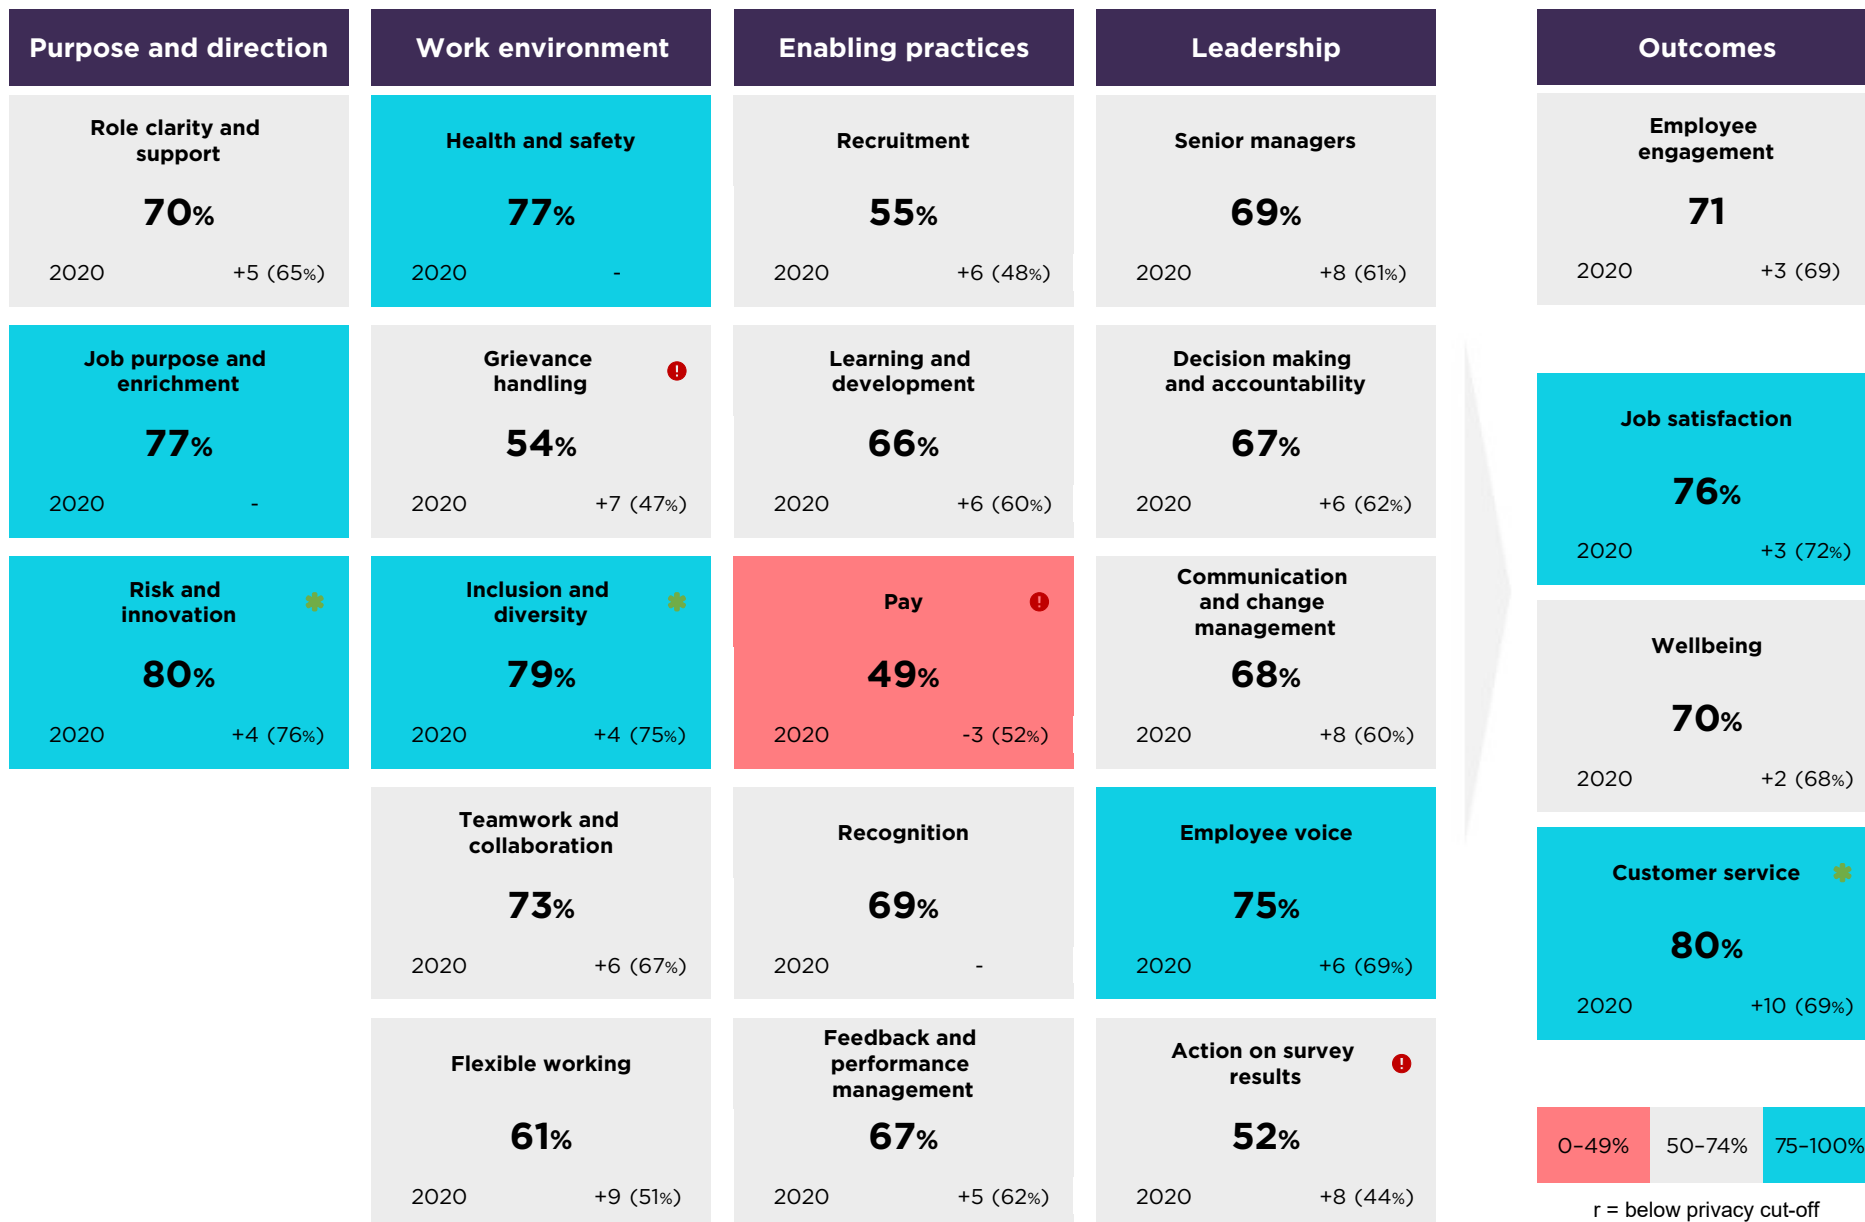 Purpose and direction
Role clarity and
support
70%
2020 +5 (65%)
Job purpose and
enrichment
77%
2020 -
Risk and
innovation
80%
2020 +4 (76%)
Work environment
Health and safety
77%
2020 -
Grievance
handling
54%
2020 +7 (47%)
Inclusion and
diversity
79%
2020 +4 (75%)
Teamwork and
collaboration
73%
2020 +6 (67%)
Flexible working
61%
2020 +9 (51%)
Enabling practices
Recruitment
55%
2020 +6 (48%)
Learning and
development
66%
2020 +6 (60%)
Pay
49%
2020 -3 (52%)
Recognition
69%
2020 -
Feedback and
performance
management
67%
2020 +5 (62%)
Leadership
Senior managers
69%
2020 +8 (61%)
Decision making
and accountability
67%
2020 +6 (62%)
Communication
and change
management
68%
2020 +8 (60%)
Employee voice
75%
2020 +6 (69%)
Action on survey
results
52%
2020 +8 (44%)
Outcomes
Employee
engagement
71
2020 +3 (69)
Job satisfaction
76%
2020 +3 (72%)
Wellbeing
70%
2020 +2 (68%)
Customer service
80%
2020 +10 (69%)
0–49% 50–74% 75–100%
r = below privacy cut-off